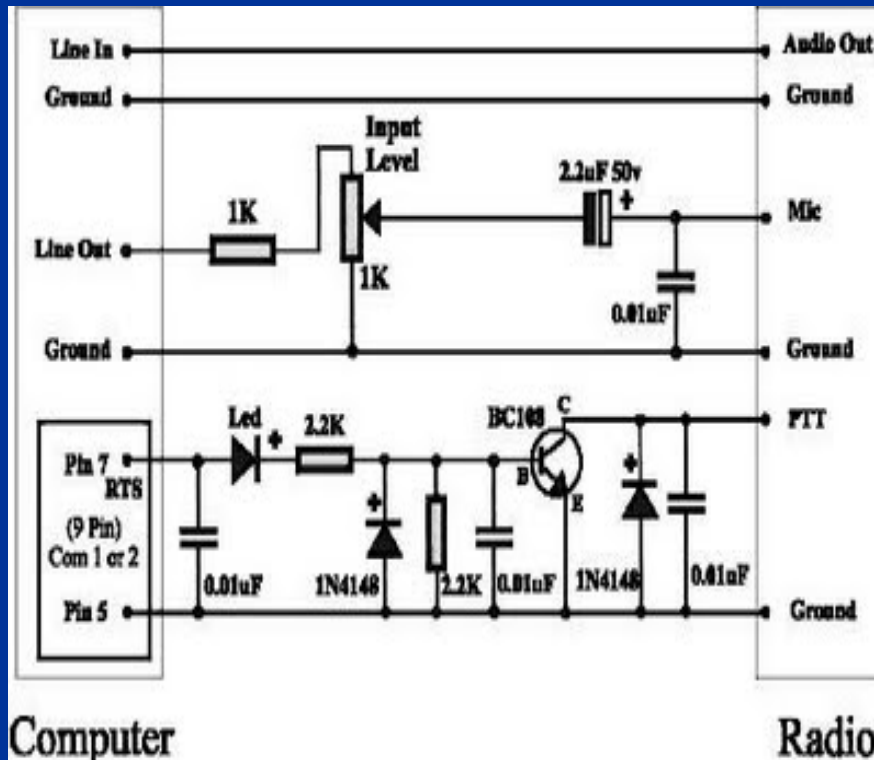 Line In
Audio Out
Ground
Ground
Input
Level
2.2uF 50v
+
Mic
1K
Line Out
1K
0.01uF
Ground
Ground
Led
+
2.2K
BC108
C
PTT
Pin 7
RTS
B
E
+
+
(9 Pin)
Com 1 or 2
0.01uF
1N4148
2.2K
0.01uF
1N4148
0.01uF
Pin 5
Ground
Computer
Radio